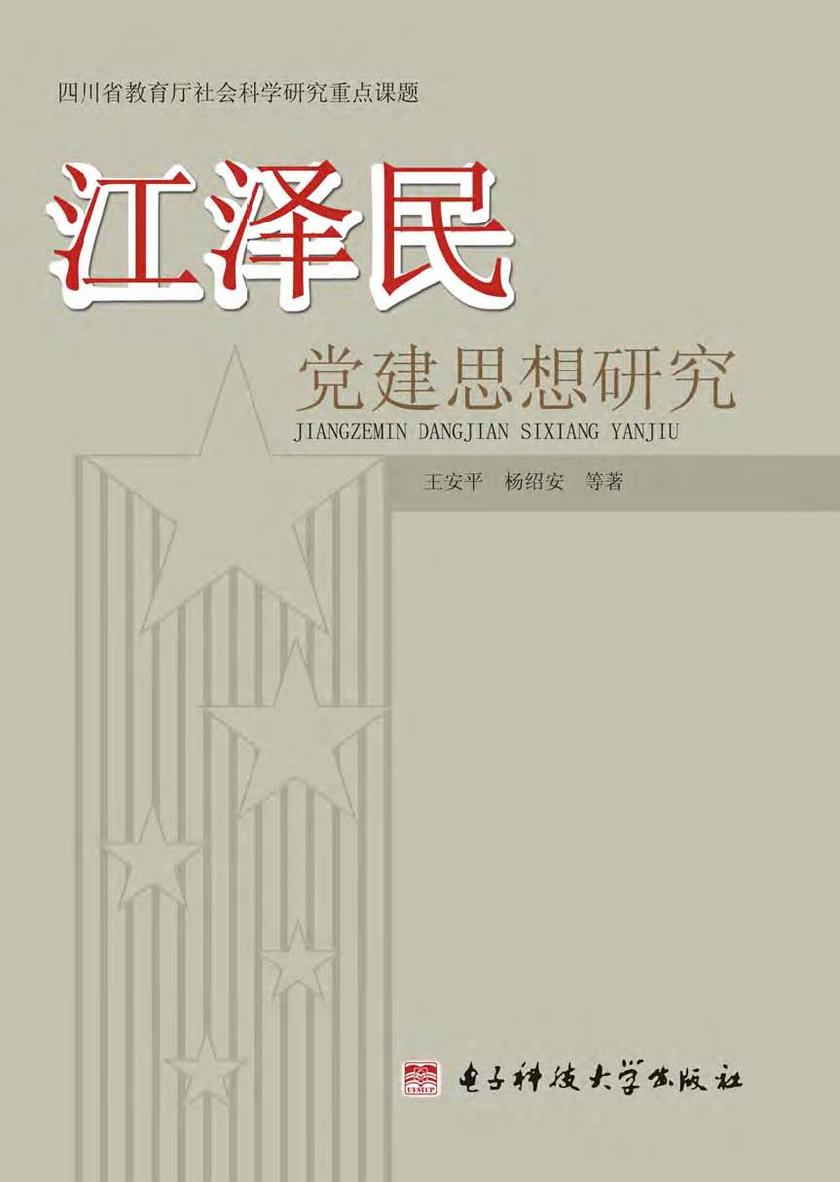 四川省教育厅社会科学研究重点课题
江泽民
党建思想研究
JIANGZEMIN DANGJIAN SIXIANG YANJIU
王安平 杨绍安 等著
UESTCP
电子科技大学出版社